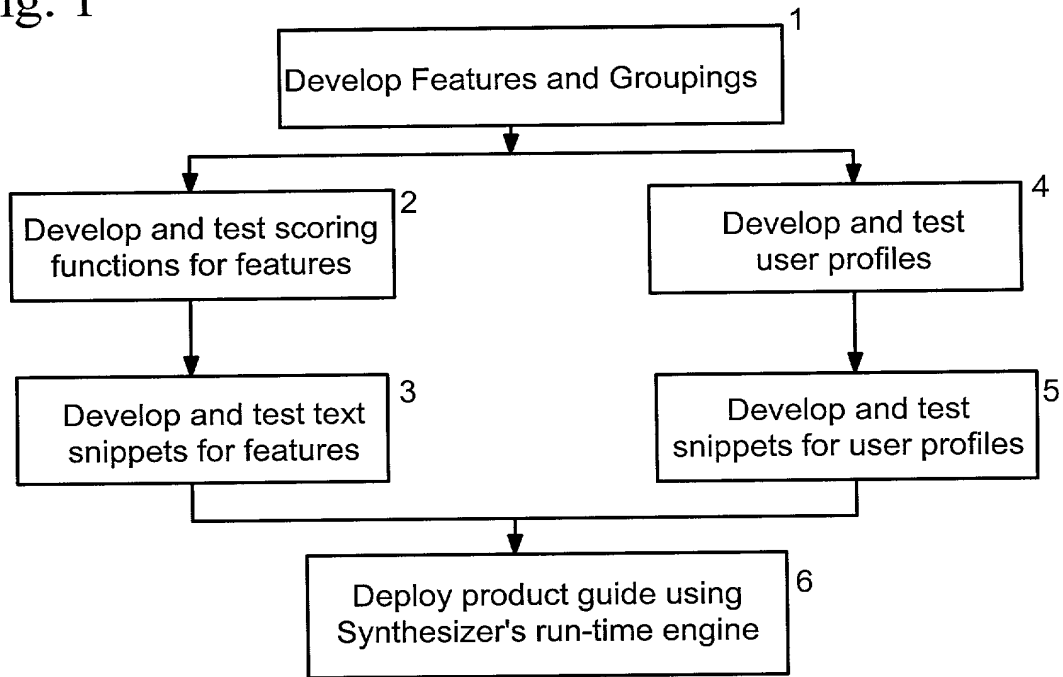 ig. 1
1
Develop Features and Groupings
2
Develop and test scoring
functions for features
4
Develop and test
user profiles
3
Develop and test text
snippets for features
5
Develop and test
snippets for user profiles
6
Deploy product guide using
Synthesizer's run-time engine